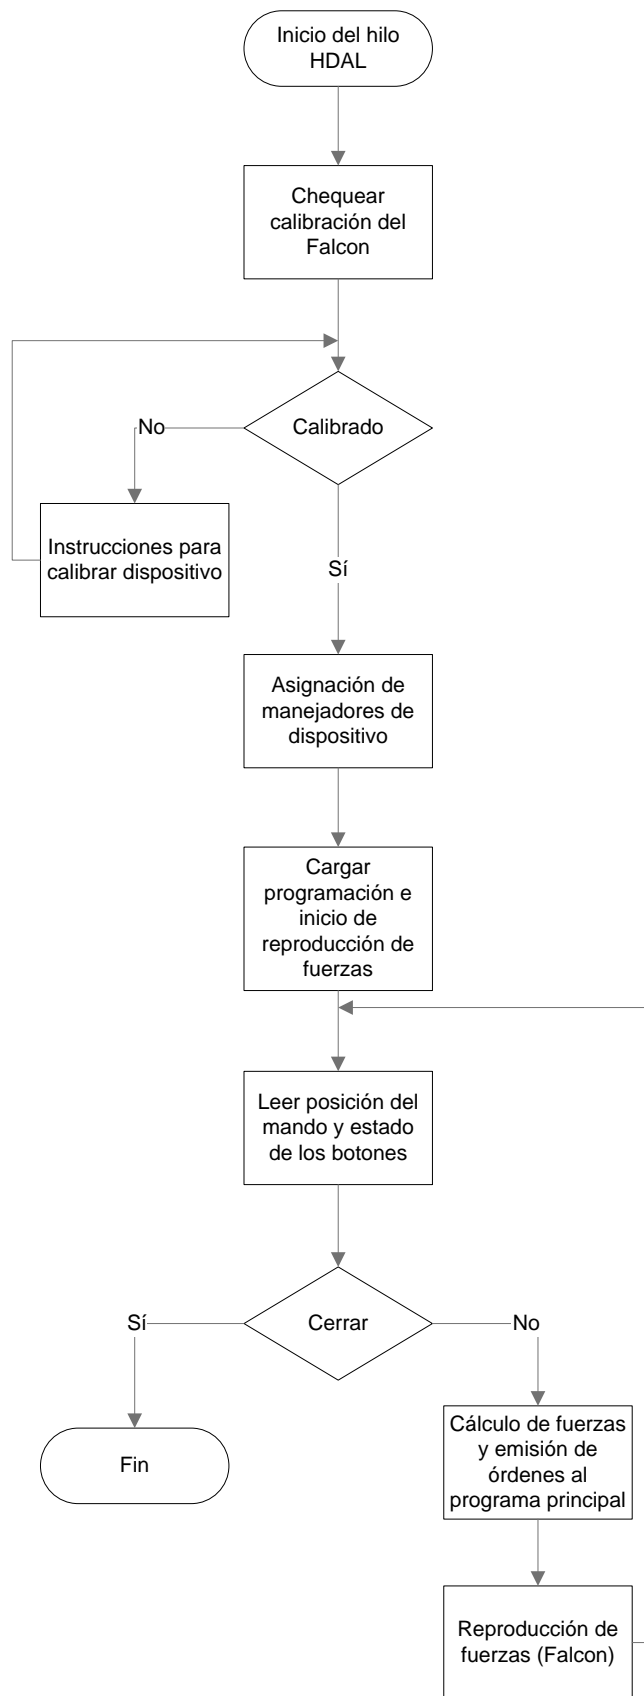 Inicio del hilo
HDAL
Chequear
calibración del
Falcon
Calibrado
No
Instrucciones para
calibrar dispositivo
Sí
Asignación de
manejadores de
dispositivo
Cargar
programación e
inicio de
reproducción de
fuerzas
Leer posición del
mando y estado
de los botones
Cerrar
Sí
No
Fin
Cálculo de fuerzas
y emisión de
órdenes al
programa principal
Reproducción de
fuerzas (Falcon)